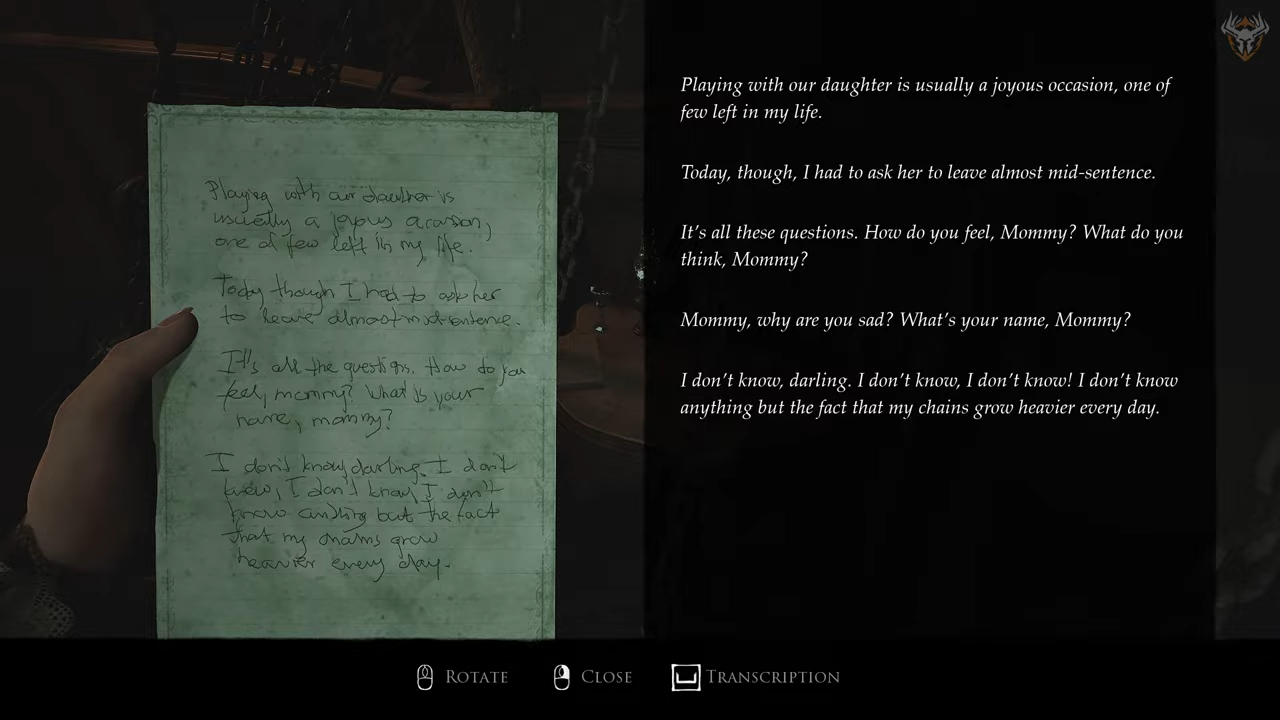 Playing with our daughter is
usually a joyous occasion,
one of few left in my life.
Today though I had to ask her
to leave almost mid-sentence.
It's all the questions. How do you
feel, mommy? What is your
name, mommy?
I don't know, darling. I don't
know, I don't know, I don't
know anything but the fact
that my chains grow
heavier every day.
Playing with our daughter is usually a joyous occasion, one of
few left in my life.
Today, though, I had to ask her to leave almost mid-sentence.
It's all these questions. How do you feel, Mommy? What do you
think, Mommy?
Mommy, why are you sad? What's your name, Mommy?
I don't know, darling. I don't know, I don't know! I don't know
anything but the fact that my chains grow heavier every day.
Rotate
Close
Transcription